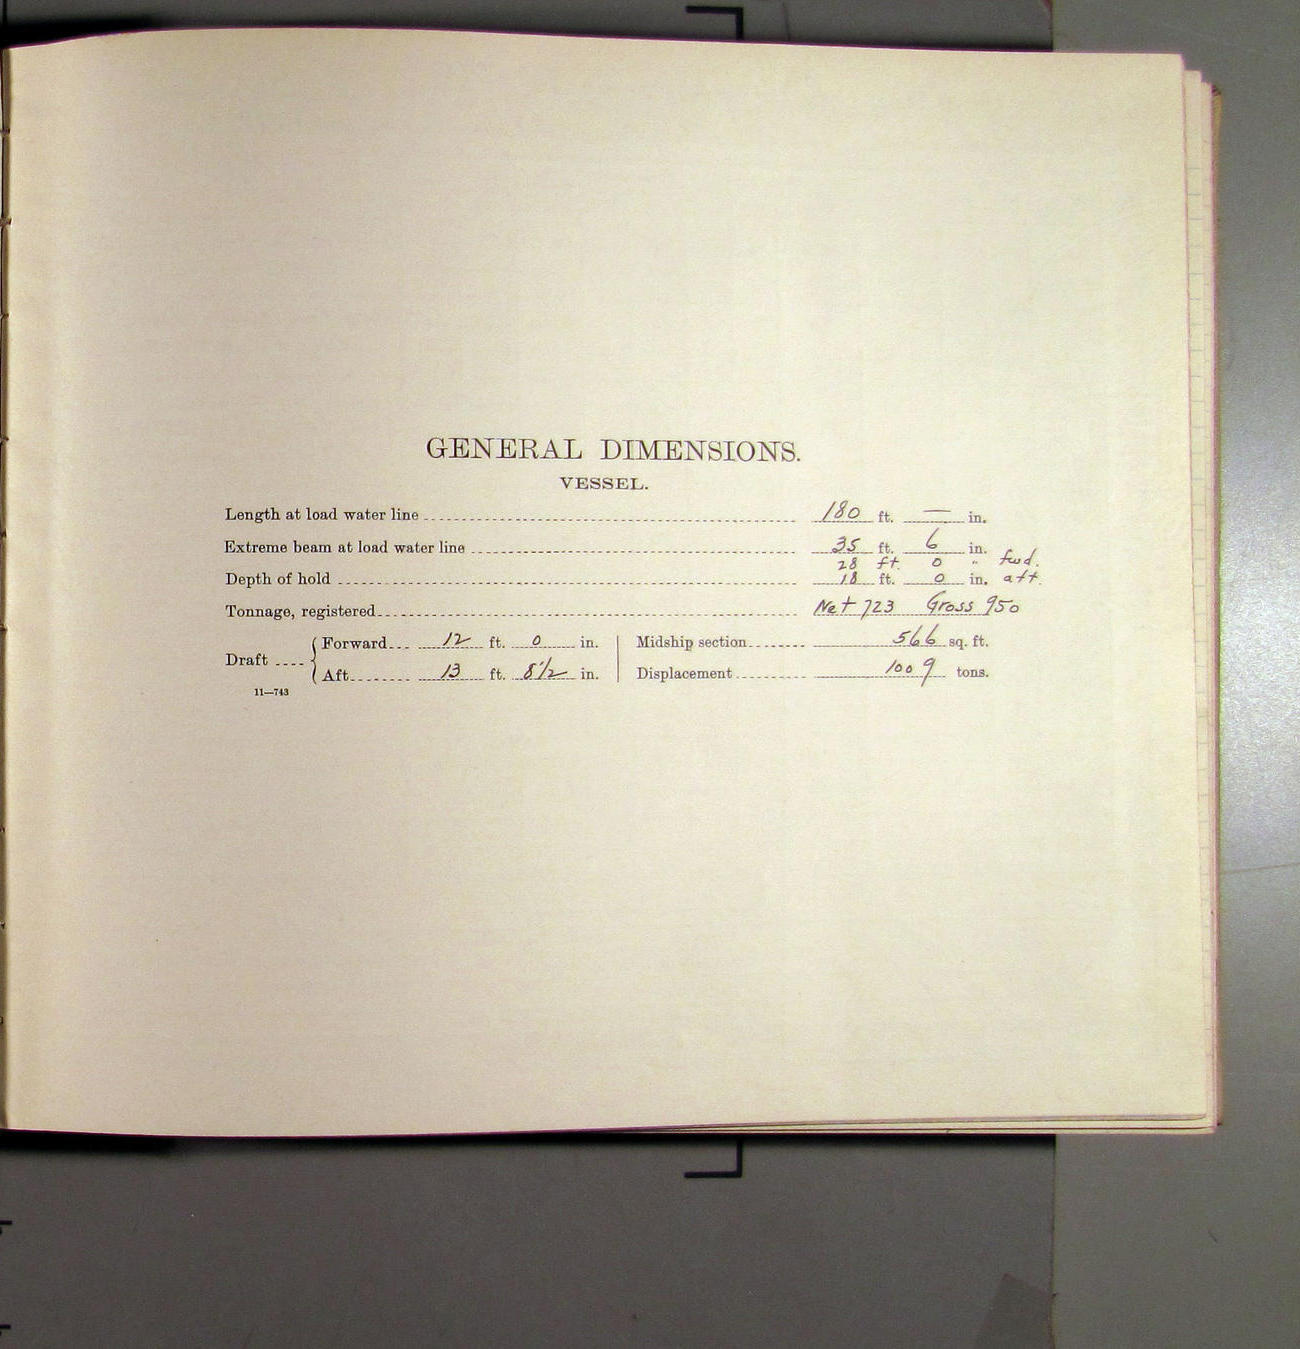 GENERAL DIMENSIONS.
VESSEL.
Length at load water line 180 ft. — in.
Extreme beam at load water line 35 ft. 6 in.
28 ft. 0 " fwd.
Depth of hold 18 ft. 0 in. aft.
Tonnage, registered Net 723 Gross 950
Draft { Forward 12 ft. 0 in. | Midship section 566 sq. ft.
Aft 13 ft. 8 1/2 in. | Displacement 1009 tons.
11—743